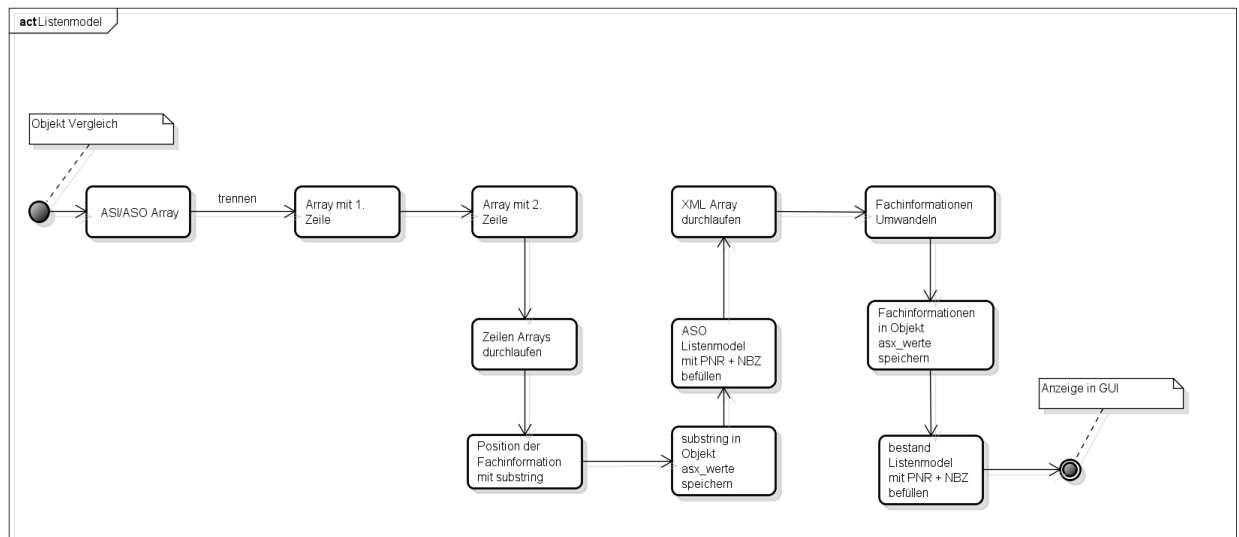 act Listenmodel
Objekt Vergleich
ASI/ASO Array
trennen
Array mit 1.
Zeile
Array mit 2.
Zeile
Zeilen Arrays
durchlaufen
Position der
Fachinformation
mit substring
substring in
Objekt
asx_werte
speichern
ASO
Listenmodel
mit PNR + NBZ
befüllen
XML Array
durchlaufen
Fachinformationen
Umwandeln
Fachinformationen
in Objekt
asx_werte
speichern
bestand
Listenmodel
mit PNR + NBZ
befüllen
Anzeige in GUI